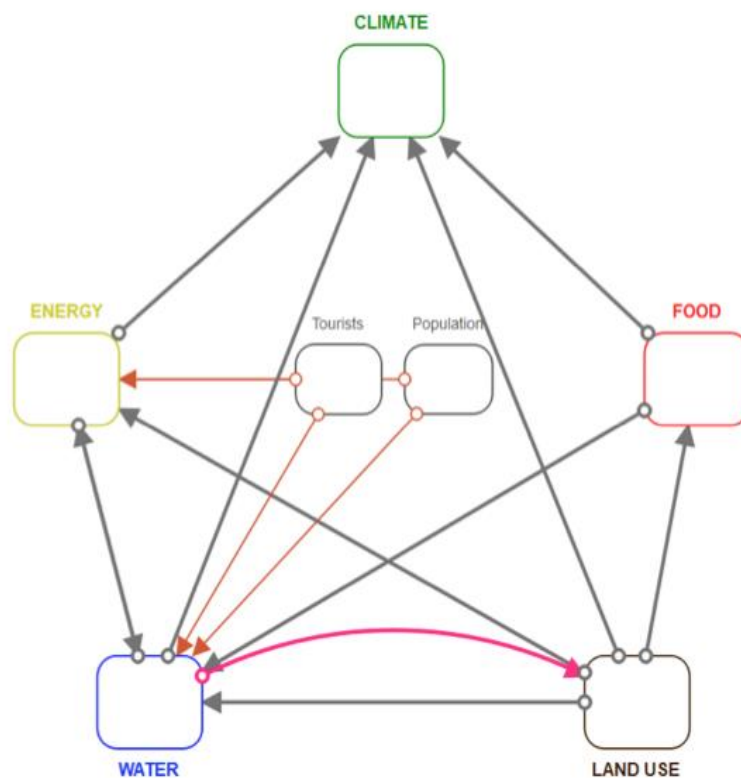 CLIMATE
ENERGY
Tourists
Population
FOOD
WATER
LAND USE